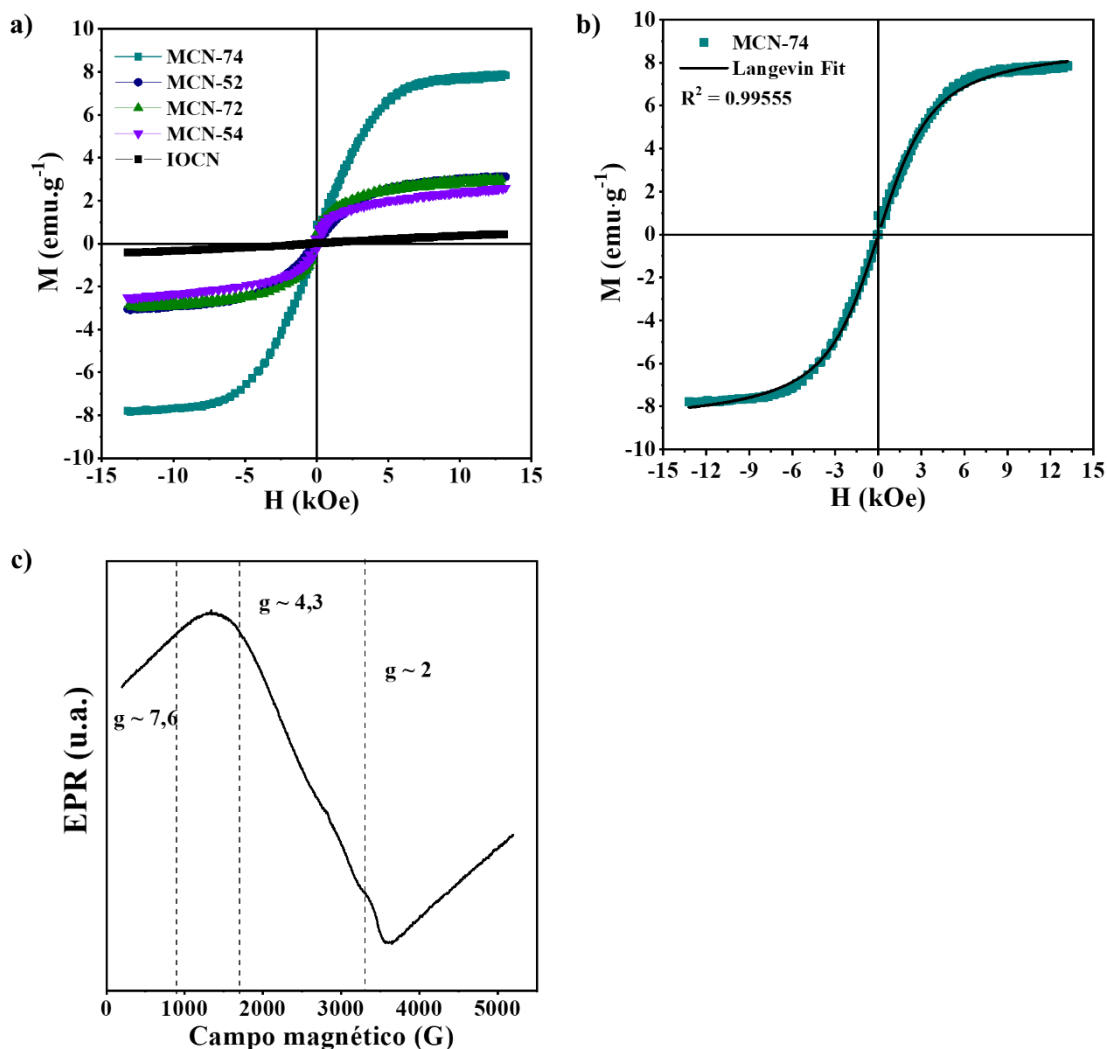 a)
MCN-74
MCN-52
MCN-72
MCN-54
IOCN
10
8
6
4
2
0
-2
-4
-6
-8
-10
M (emu.g⁻¹)
-15 -10 -5 0 5 10 15
H (kOe)
b)
MCN-74
Langevin Fit
R² = 0.99555
10
8
6
4
2
0
-2
-4
-6
-8
-10
M (emu·g⁻¹)
-15 -12 -9 -6 -3 0 3 6 9 12 15
H (kOe)
c)
g ~ 4,3
g ~ 2
g ~ 7,6
EPR (u.a.)
0 1000 2000 3000 4000 5000
Campo magnético (G)